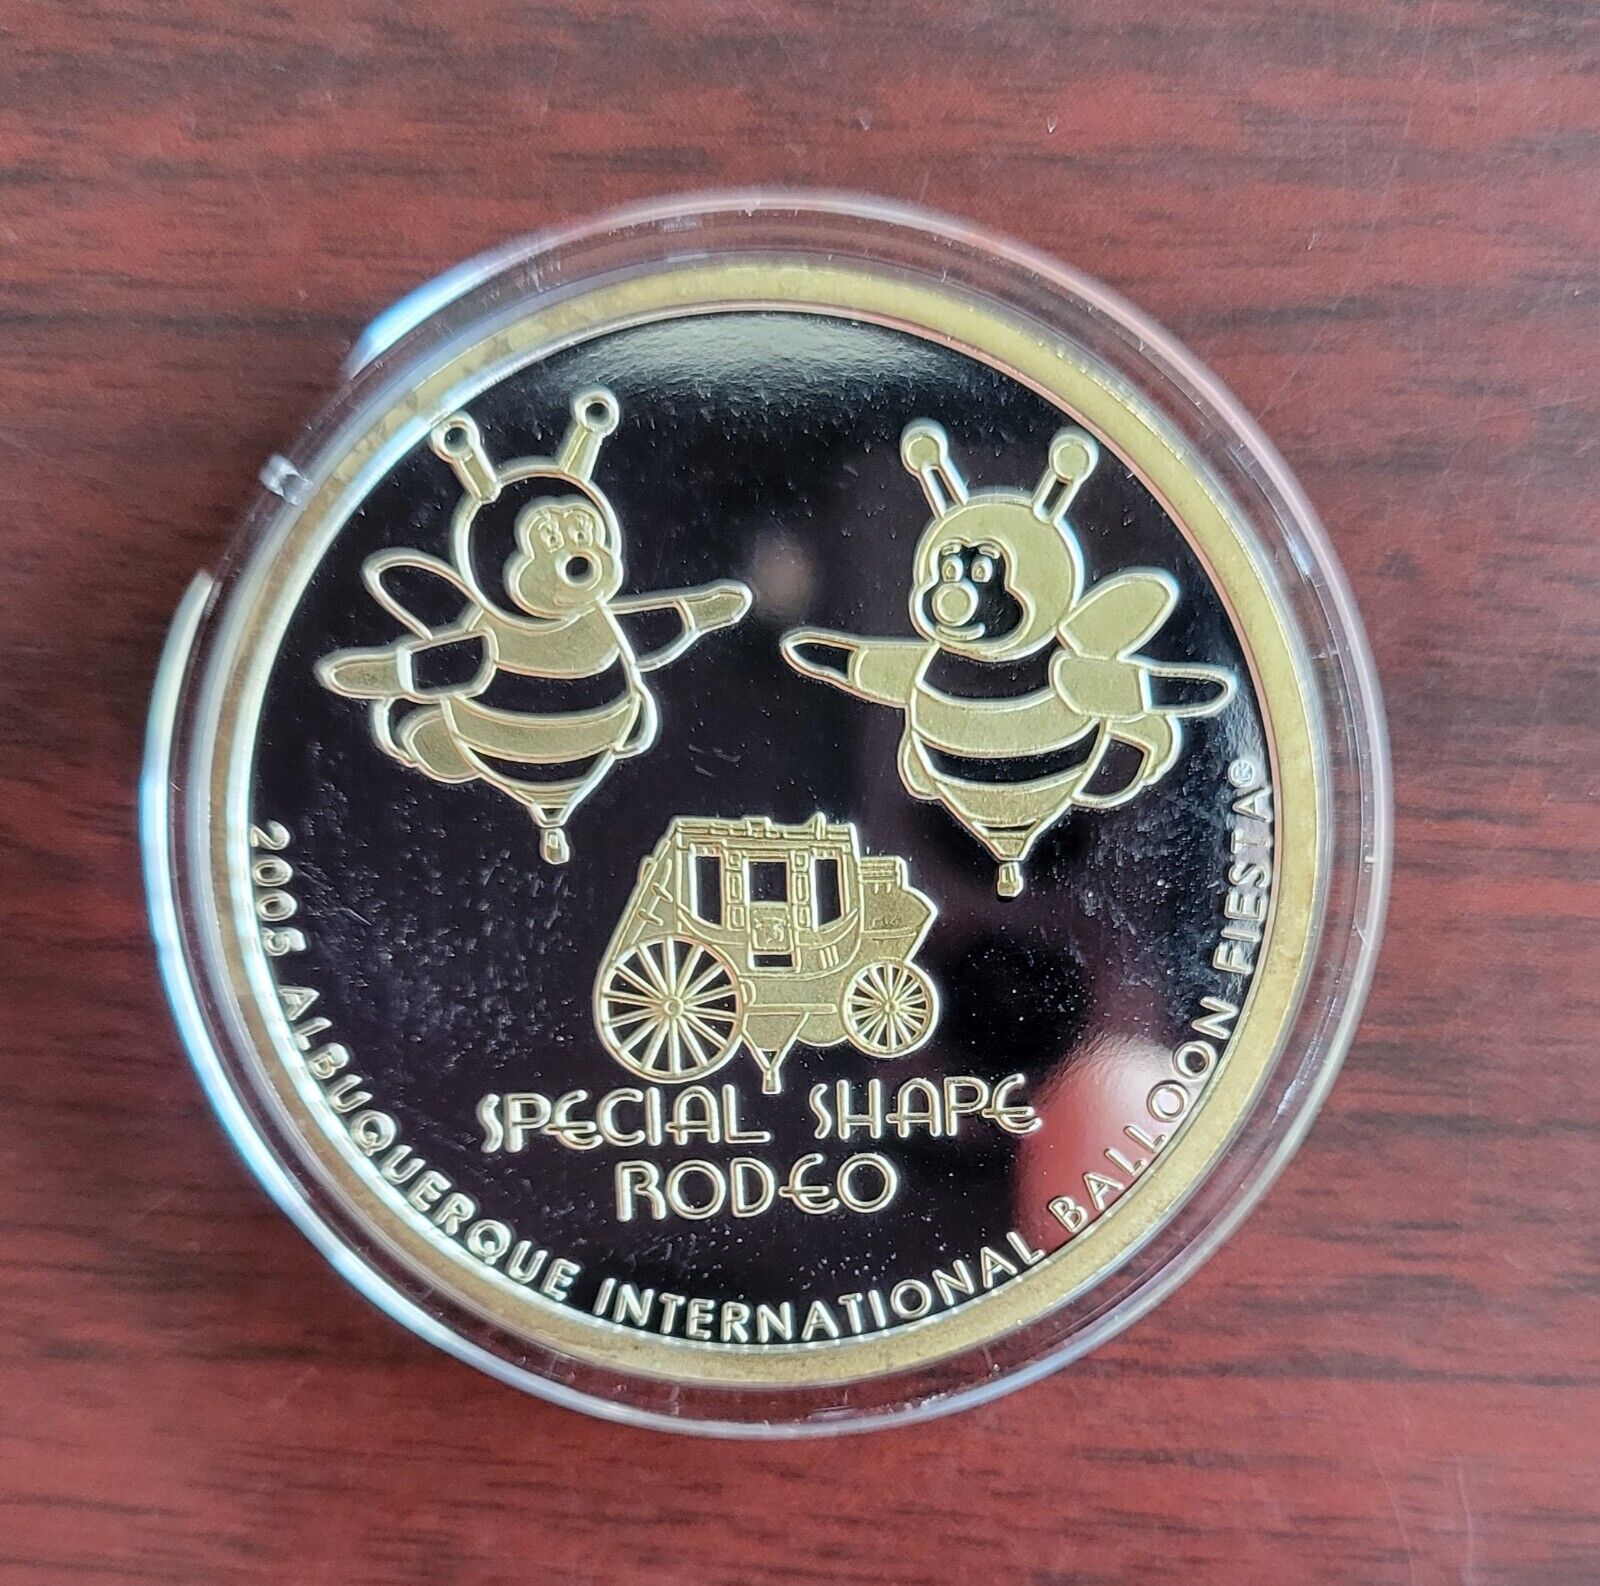 SPECIAL SHAPE
RODEO
2005 ALBUQUERQUE INTERNATIONAL BALLOON FIESTA®